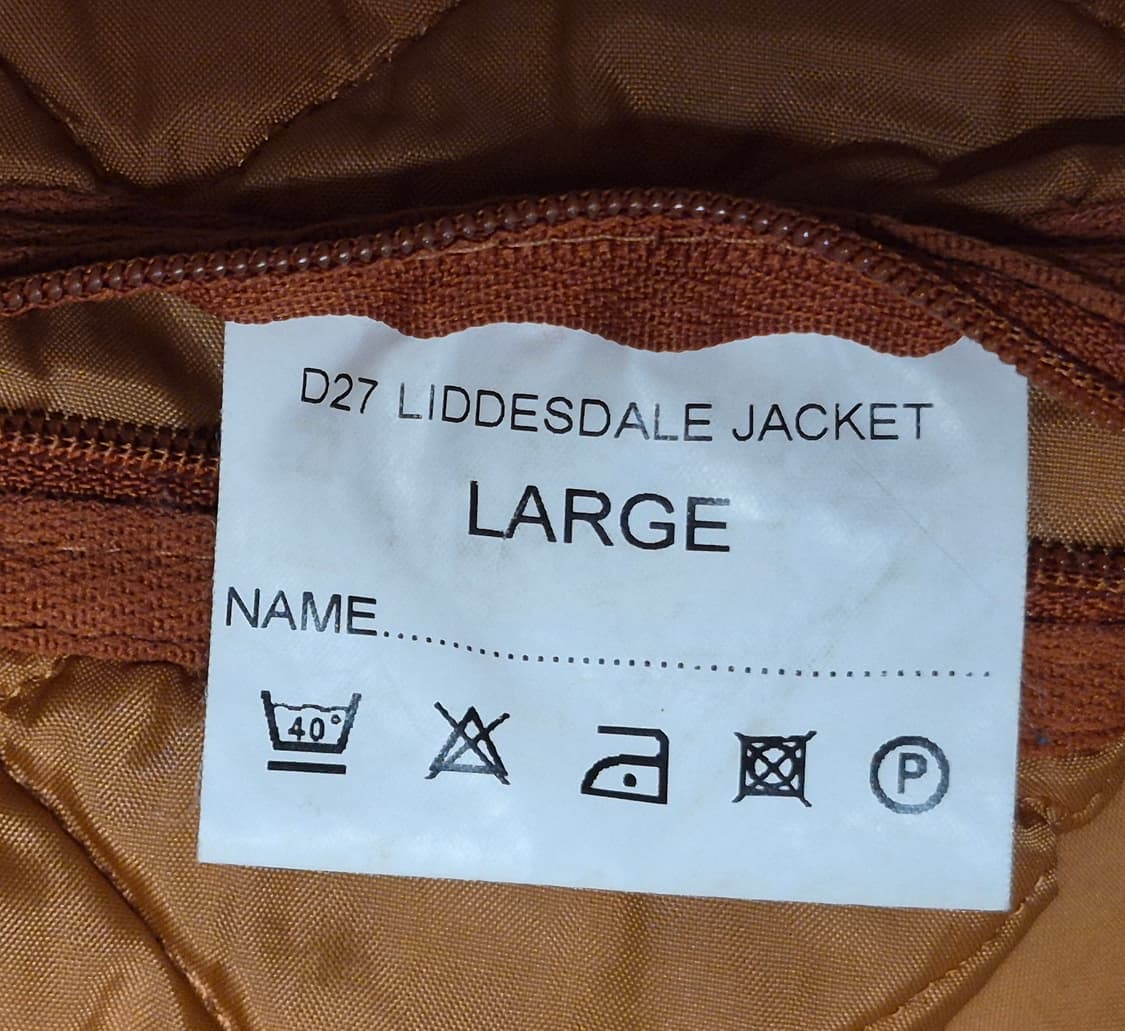 D27 LIDDESDALE JACKET
LARGE
NAME..........................................................
40°
P